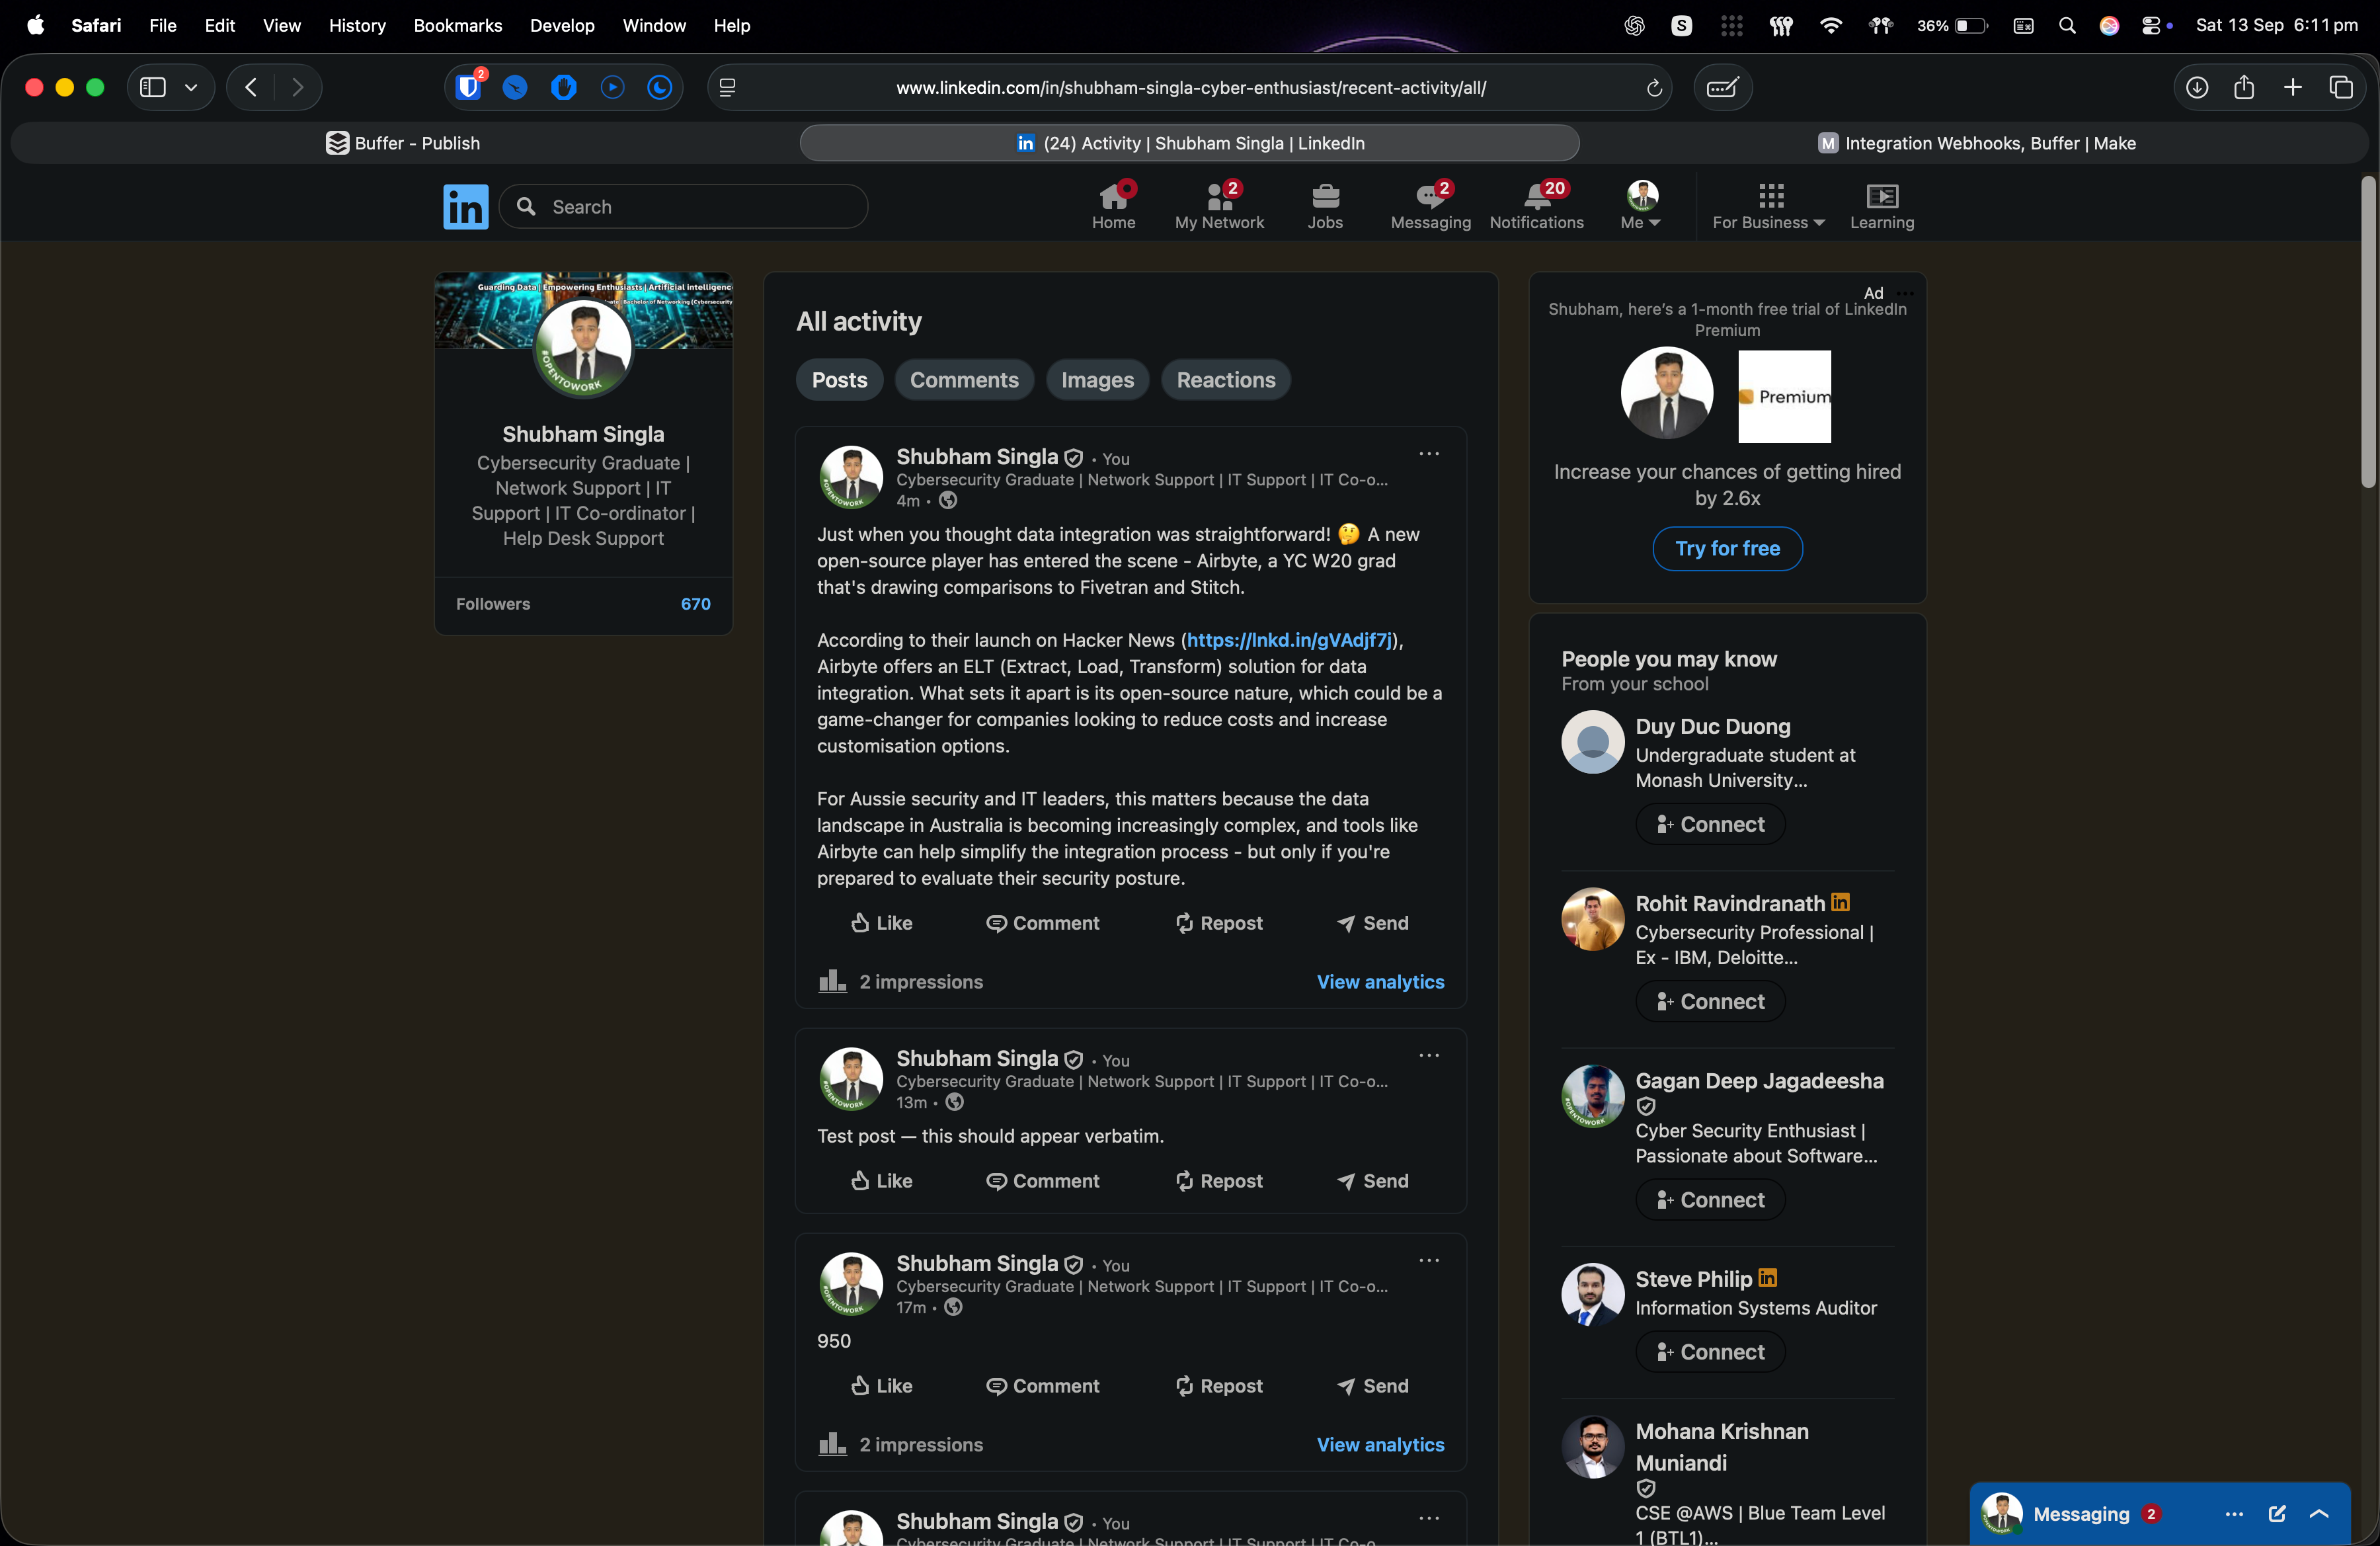 Safari File Edit View History Bookmarks Develop Window Help
S 36% Sat 13 Sep 6:11 pm
2 www.linkedin.com/in/shubham-singla-cyber-enthusiast/recent-activity/all/
Buffer - Publish
in (24) Activity | Shubham Singla | LinkedIn
M Integration Webhooks, Buffer | Make
in Search
Home
2 My Network
Jobs
2 Messaging
20 Notifications
Me
For Business
Learning
Guarding Data | Empowering Enthusiasts | Artificial intelligenc
Bachelor of Networking (Cybersecurity
#OPENTOWORK
Shubham Singla
Cybersecurity Graduate |
Network Support | IT
Support | IT Co-ordinator |
Help Desk Support
Followers 670
All activity
Posts Comments Images Reactions
#OPENTOWORK
Shubham Singla • You
Cybersecurity Graduate | Network Support | IT Support | IT Co-o...
4m •
Just when you thought data integration was straightforward! 🤔 A new
open-source player has entered the scene - Airbyte, a YC W20 grad
that's drawing comparisons to Fivetran and Stitch.
According to their launch on Hacker News (https://lnkd.in/gVAdjf7j),
Airbyte offers an ELT (Extract, Load, Transform) solution for data
integration. What sets it apart is its open-source nature, which could be a
game-changer for companies looking to reduce costs and increase
customisation options.
For Aussie security and IT leaders, this matters because the data
landscape in Australia is becoming increasingly complex, and tools like
Airbyte can help simplify the integration process - but only if you're
prepared to evaluate their security posture.
Like Comment Repost Send
2 impressions View analytics
#OPENTOWORK
Shubham Singla • You
Cybersecurity Graduate | Network Support | IT Support | IT Co-o...
13m •
Test post — this should appear verbatim.
Like Comment Repost Send
#OPENTOWORK
Shubham Singla • You
Cybersecurity Graduate | Network Support | IT Support | IT Co-o...
17m •
950
Like Comment Repost Send
2 impressions View analytics
Shubham Singla • You
Cybersecurity Graduate | Network Support | IT Support | IT Co-o...
Ad
Shubham, here's a 1-month free trial of LinkedIn
Premium
Premium
Increase your chances of getting hired
by 2.6x
Try for free
People you may know
From your school
Duy Duc Duong
Undergraduate student at
Monash University...
Connect
Rohit Ravindranath in
Cybersecurity Professional |
Ex - IBM, Deloitte...
Connect
#OPENTOWORK
Gagan Deep Jagadeesha
Cyber Security Enthusiast |
Passionate about Software...
Connect
Steve Philip in
Information Systems Auditor
Connect
Mohana Krishnan
Muniandi
CSE @AWS | Blue Team Level
1 (BTL1)...
Messaging 2